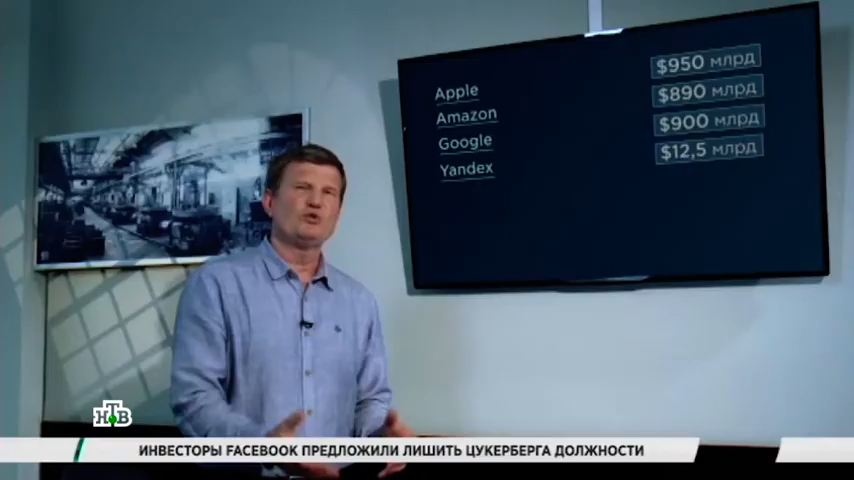 Apple $950 млрд
Amazon $890 млрд
Google $900 млрд
Yandex $12,5 млрд
НТВ
ИНВЕСТОРЫ FACEBOOK ПРЕДЛОЖИЛИ ЛИШИТЬ ЦУКЕРБЕРГА ДОЛЖНОСТИ